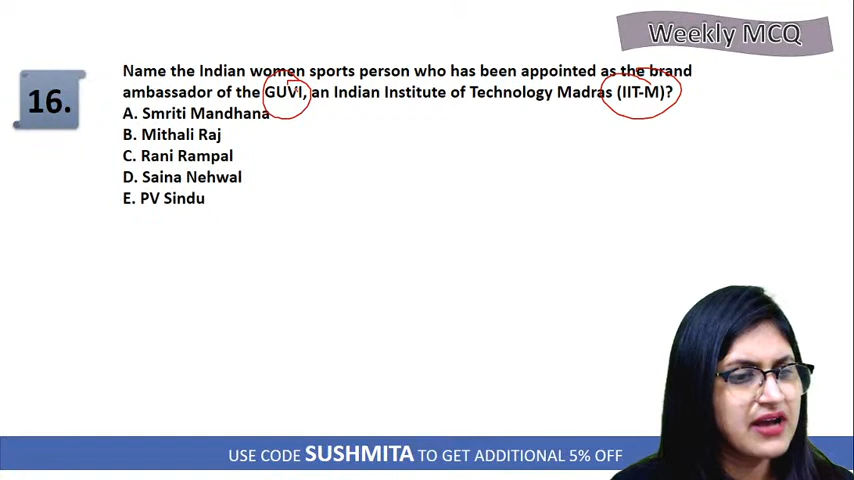 Weekly MCQ
16.
Name the Indian women sports person who has been appointed as the brand
ambassador of the GUVI, an Indian Institute of Technology Madras (IIT-M)?
A. Smriti Mandhana
B. Mithali Raj
C. Rani Rampal
D. Saina Nehwal
E. PV Sindu
USE CODE SUSHMITA TO GET ADDITIONAL 5% OFF